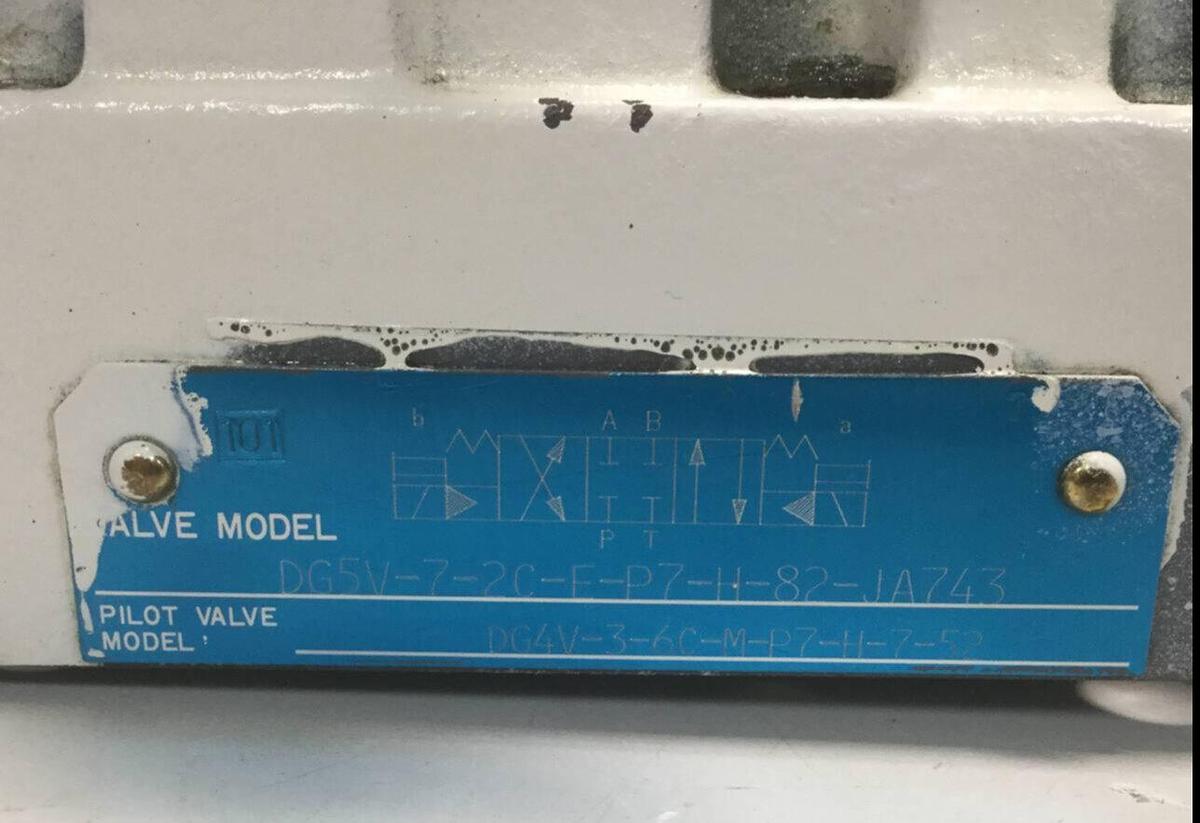 101
b A B a
P T
VALVE MODEL
DG5V-7-2C-E-P7-H-82-JA743
PILOT VALVE
MODEL
DG4V-3-6C-M-P7-H-7-52